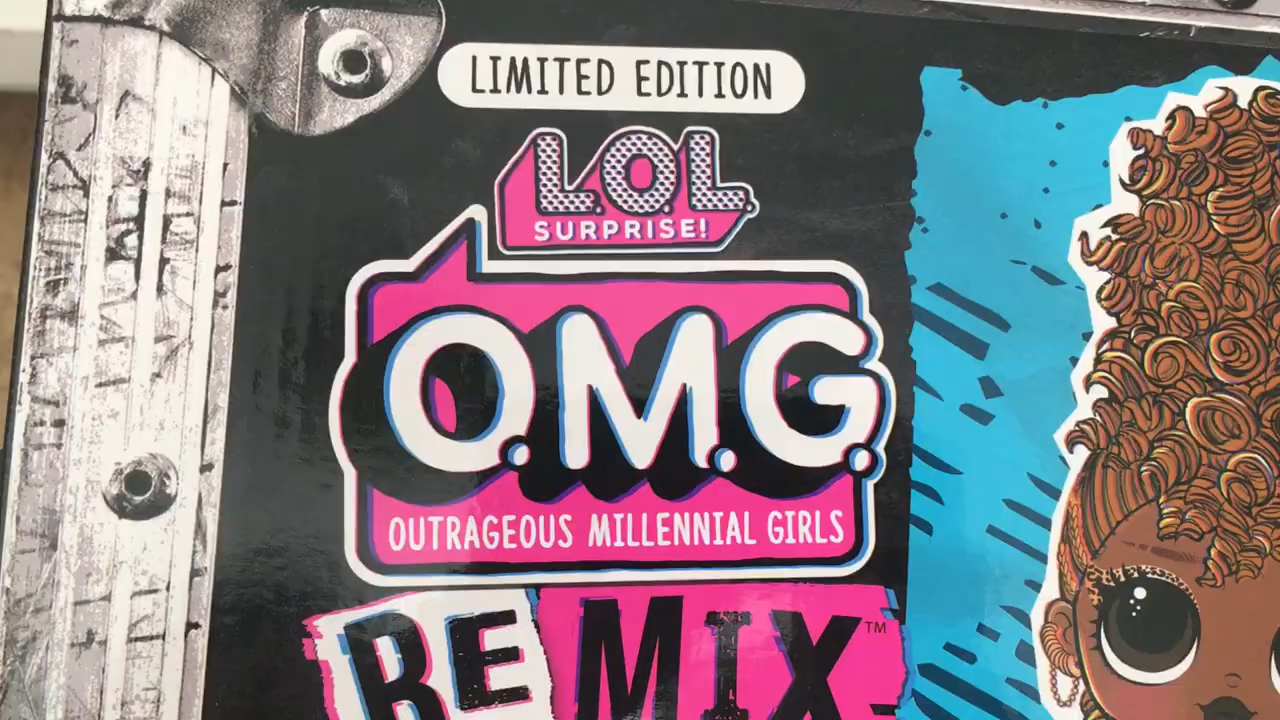 LIMITED EDITION
L.O.L.
SURPRISE!
O.M.G.
OUTRAGEOUS MILLENNIAL GIRLS
REMIX™